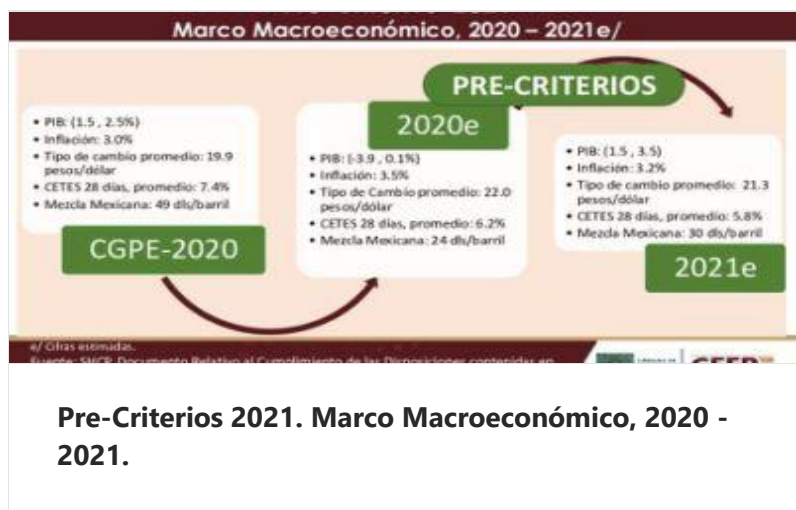 Marco Macroeconómico, 2020 – 2021e/
PRE-CRITERIOS
• PIB: (1.5 , 2.5%)
• Inflación: 3.0%
• Tipo de cambio promedio: 19.9
pesos/dólar
• CETES 28 días, promedio: 7.4%
• Mezcla Mexicana: 49 dls/barril
CGPE-2020
2020e
• PIB: (-3.9 , 0.1%)
• Inflación: 3.5%
• Tipo de Cambio promedio: 22.0
pesos/dólar
• CETES 28 días, promedio: 6.2%
• Mezcla Mexicana: 24 dls/barril
• PIB: (1.5 , 3.5)
• Inflación: 3.2%
• Tipo de cambio promedio: 21.3
pesos/dólar
• CETES 28 días, promedio: 5.8%
• Mezcla Mexicana: 30 dls/barril
2021e
e/ Cifras estimadas.
Fuente: SHCP, Documento Relativo al Cumplimiento de las Disposiciones contenidas en
CEFP
Pre-Criterios 2021. Marco Macroeconómico, 2020 -
2021.